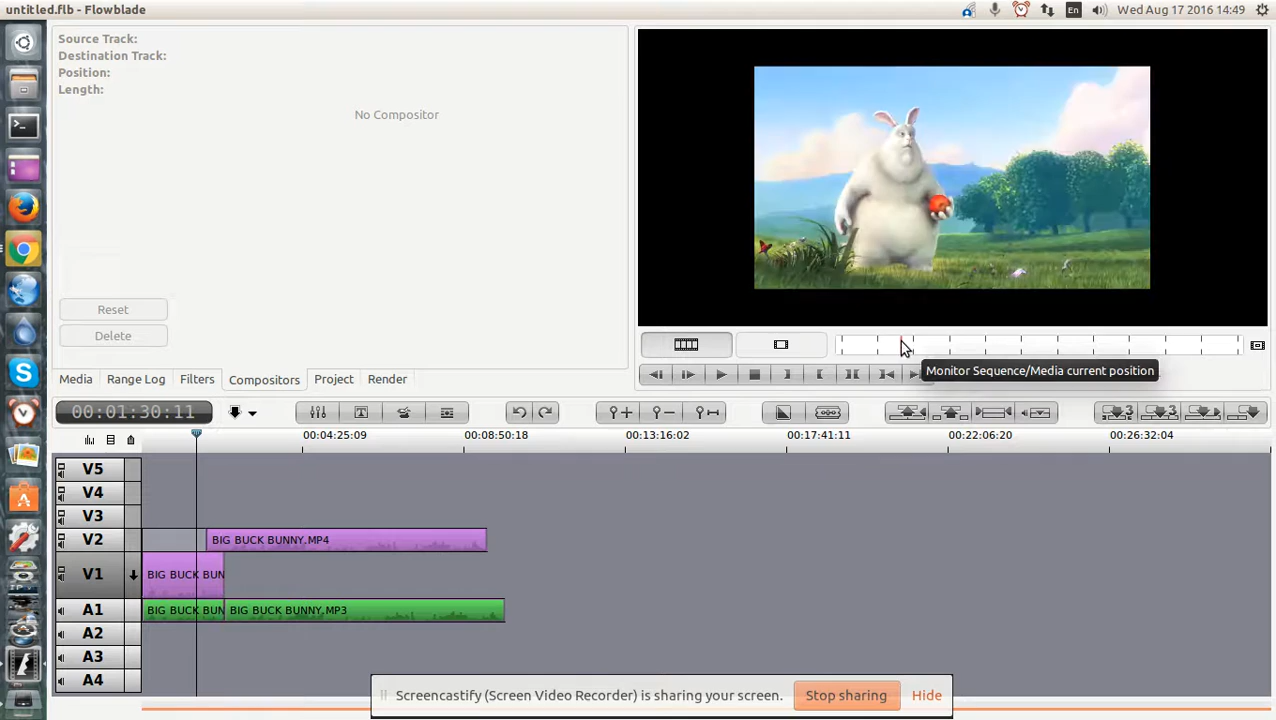 untitled.flb - Flowblade
En
Wed Aug 17 2016 14:49
Source Track:
Destination Track:
Position:
Length:
No Compositor
Reset
Delete
Media
Range Log
Filters
Compositors
Project
Render
Monitor Sequence/Media current position
00:01:30:11
T
3
3
00:04:25:09
00:08:50:18
00:13:16:02
00:17:41:11
00:22:06:20
00:26:32:04
V5
V4
V3
V2
BIG BUCK BUNNY.MP4
V1
BIG BUCK BUN
A1
BIG BUCK BUN
BIG BUCK BUNNY.MP3
A2
A3
A4
Screencastify (Screen Video Recorder) is sharing your screen.
Stop sharing
Hide